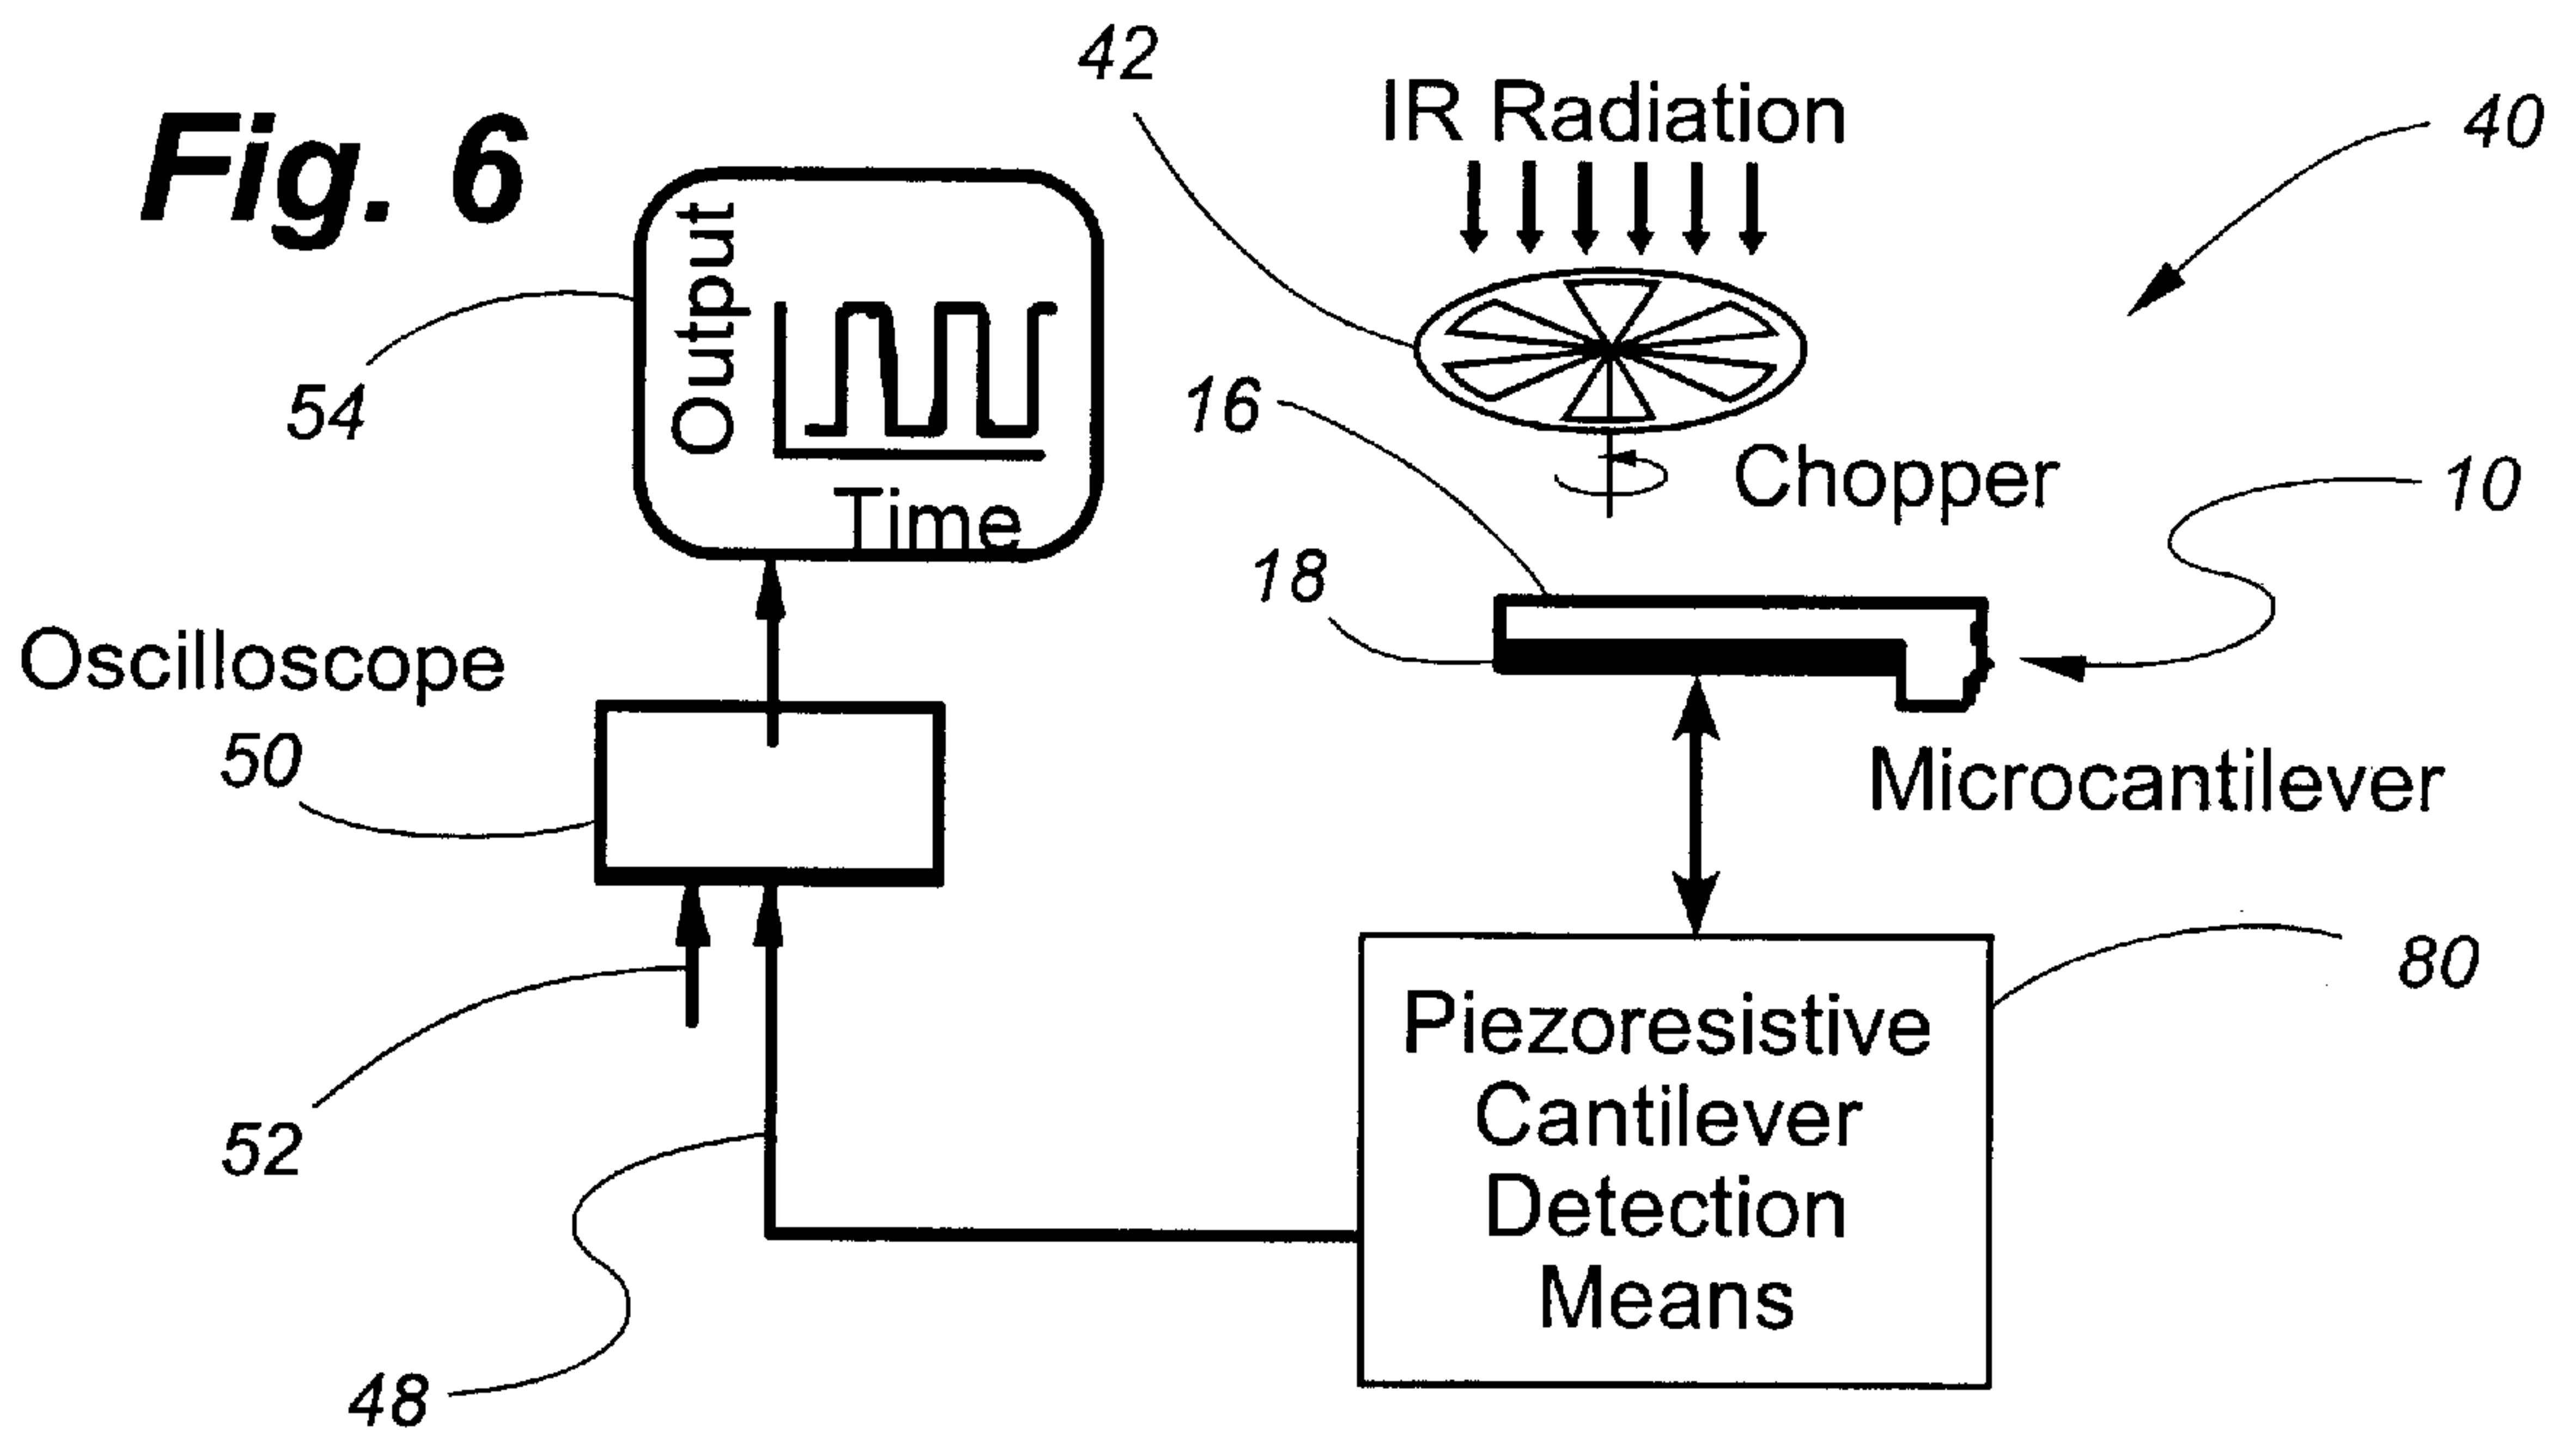 Fig. 6
42
IR Radiation
40
Output
Time
54
16
Chopper
10
18
Oscilloscope
50
Microcantilever
80
Piezoresistive
Cantilever
Detection
Means
52
48